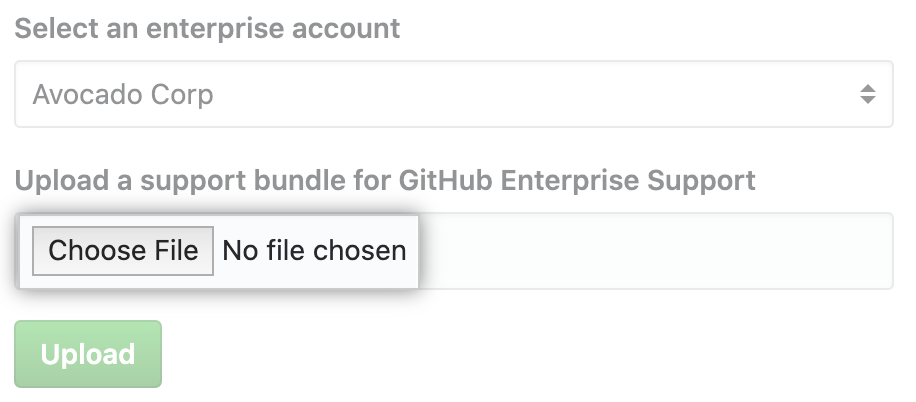 Select an enterprise account
Avocado Corp
Upload a support bundle for GitHub Enterprise Support
Choose File No file chosen
Upload